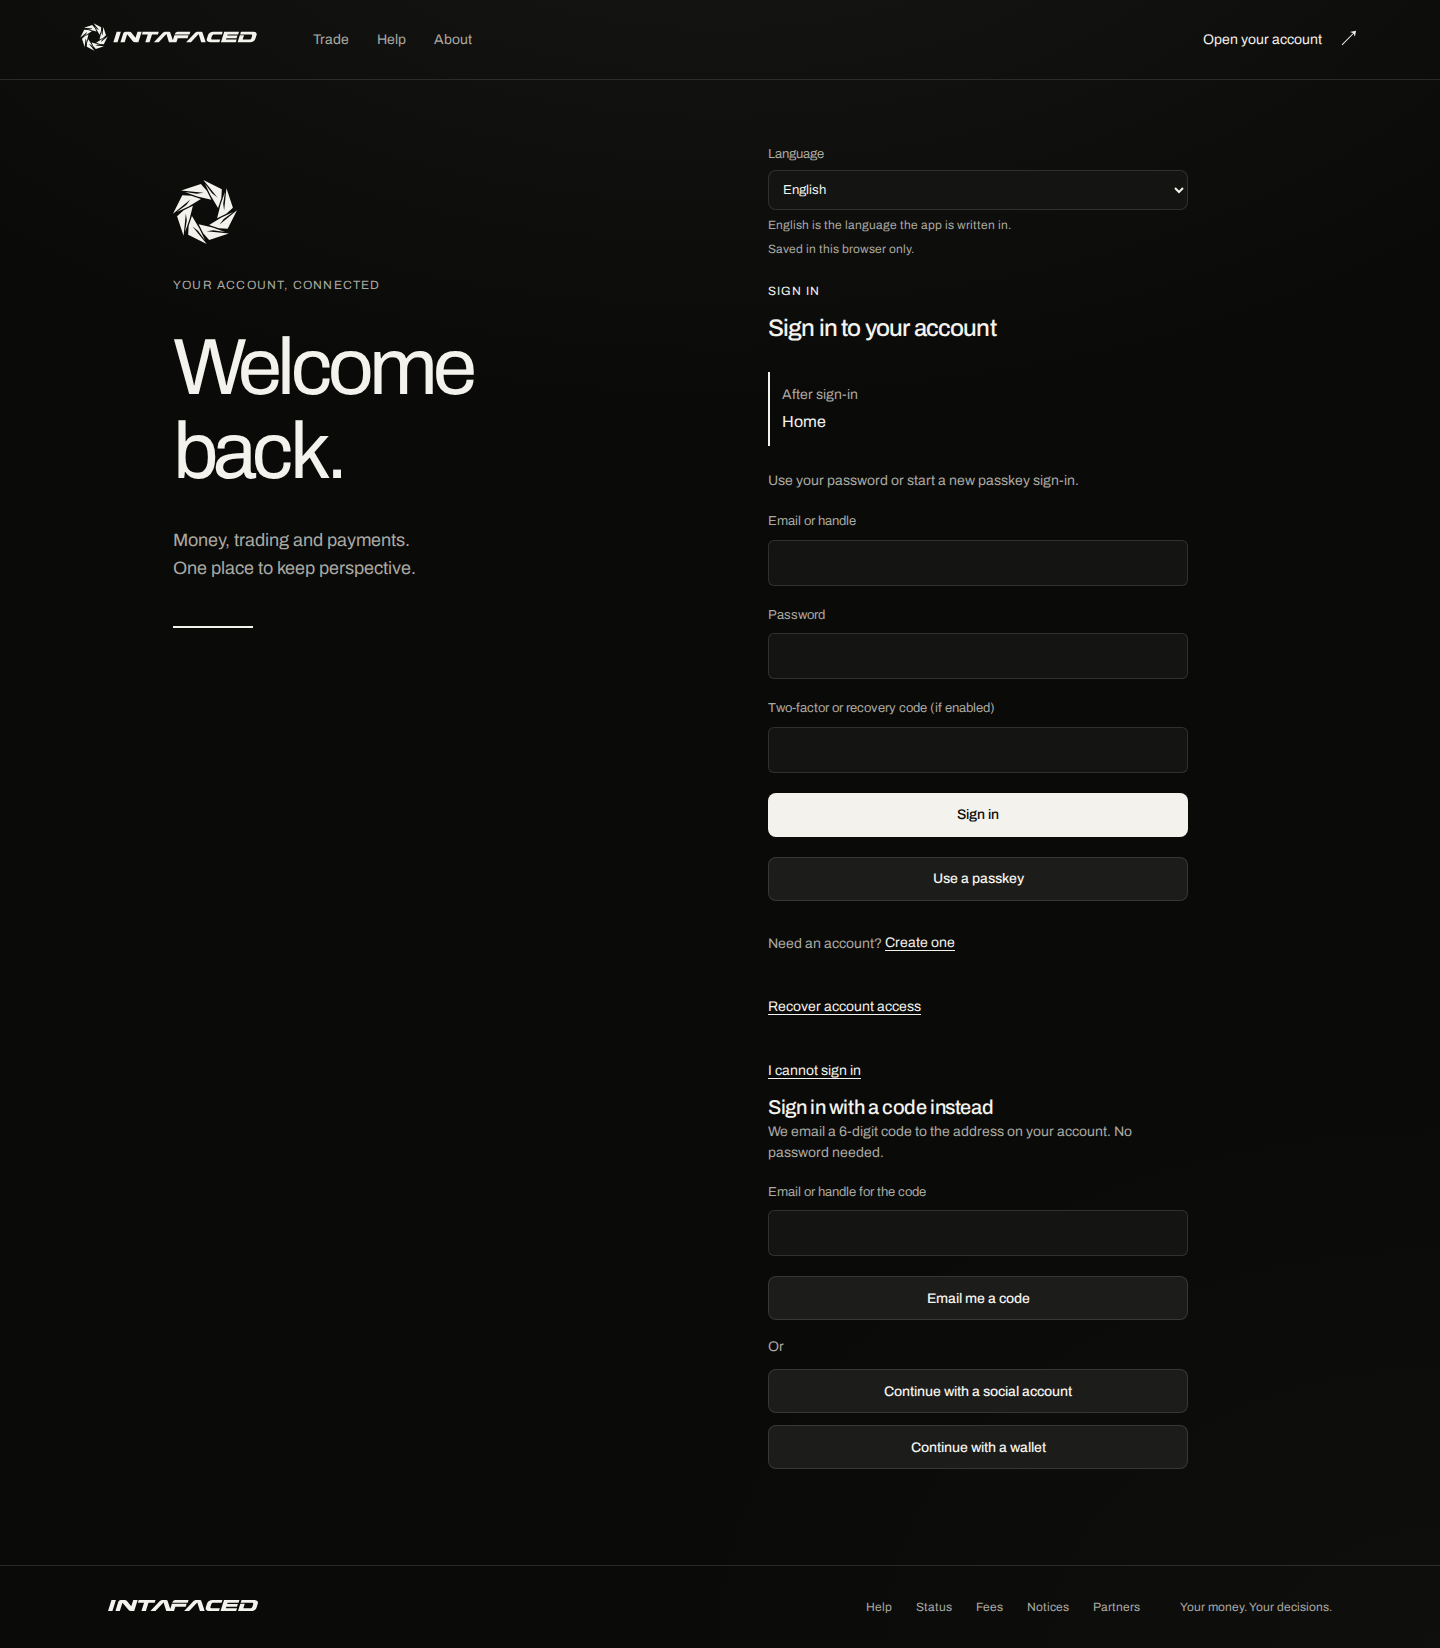 INTAFACED
Trade
Help
About
Open your account
YOUR ACCOUNT, CONNECTED
Welcome
back.
Money, trading and payments.
One place to keep perspective.
Language
English
English is the language the app is written in.
Saved in this browser only.
SIGN IN
Sign in to your account
After sign-in
Home
Use your password or start a new passkey sign-in.
Email or handle
Password
Two-factor or recovery code (if enabled)
Sign in
Use a passkey
Need an account? Create one
Recover account access
I cannot sign in
Sign in with a code instead
We email a 6-digit code to the address on your account. No
password needed.
Email or handle for the code
Email me a code
Or
Continue with a social account
Continue with a wallet
INTAFACED
Help
Status
Fees
Notices
Partners
Your money. Your decisions.